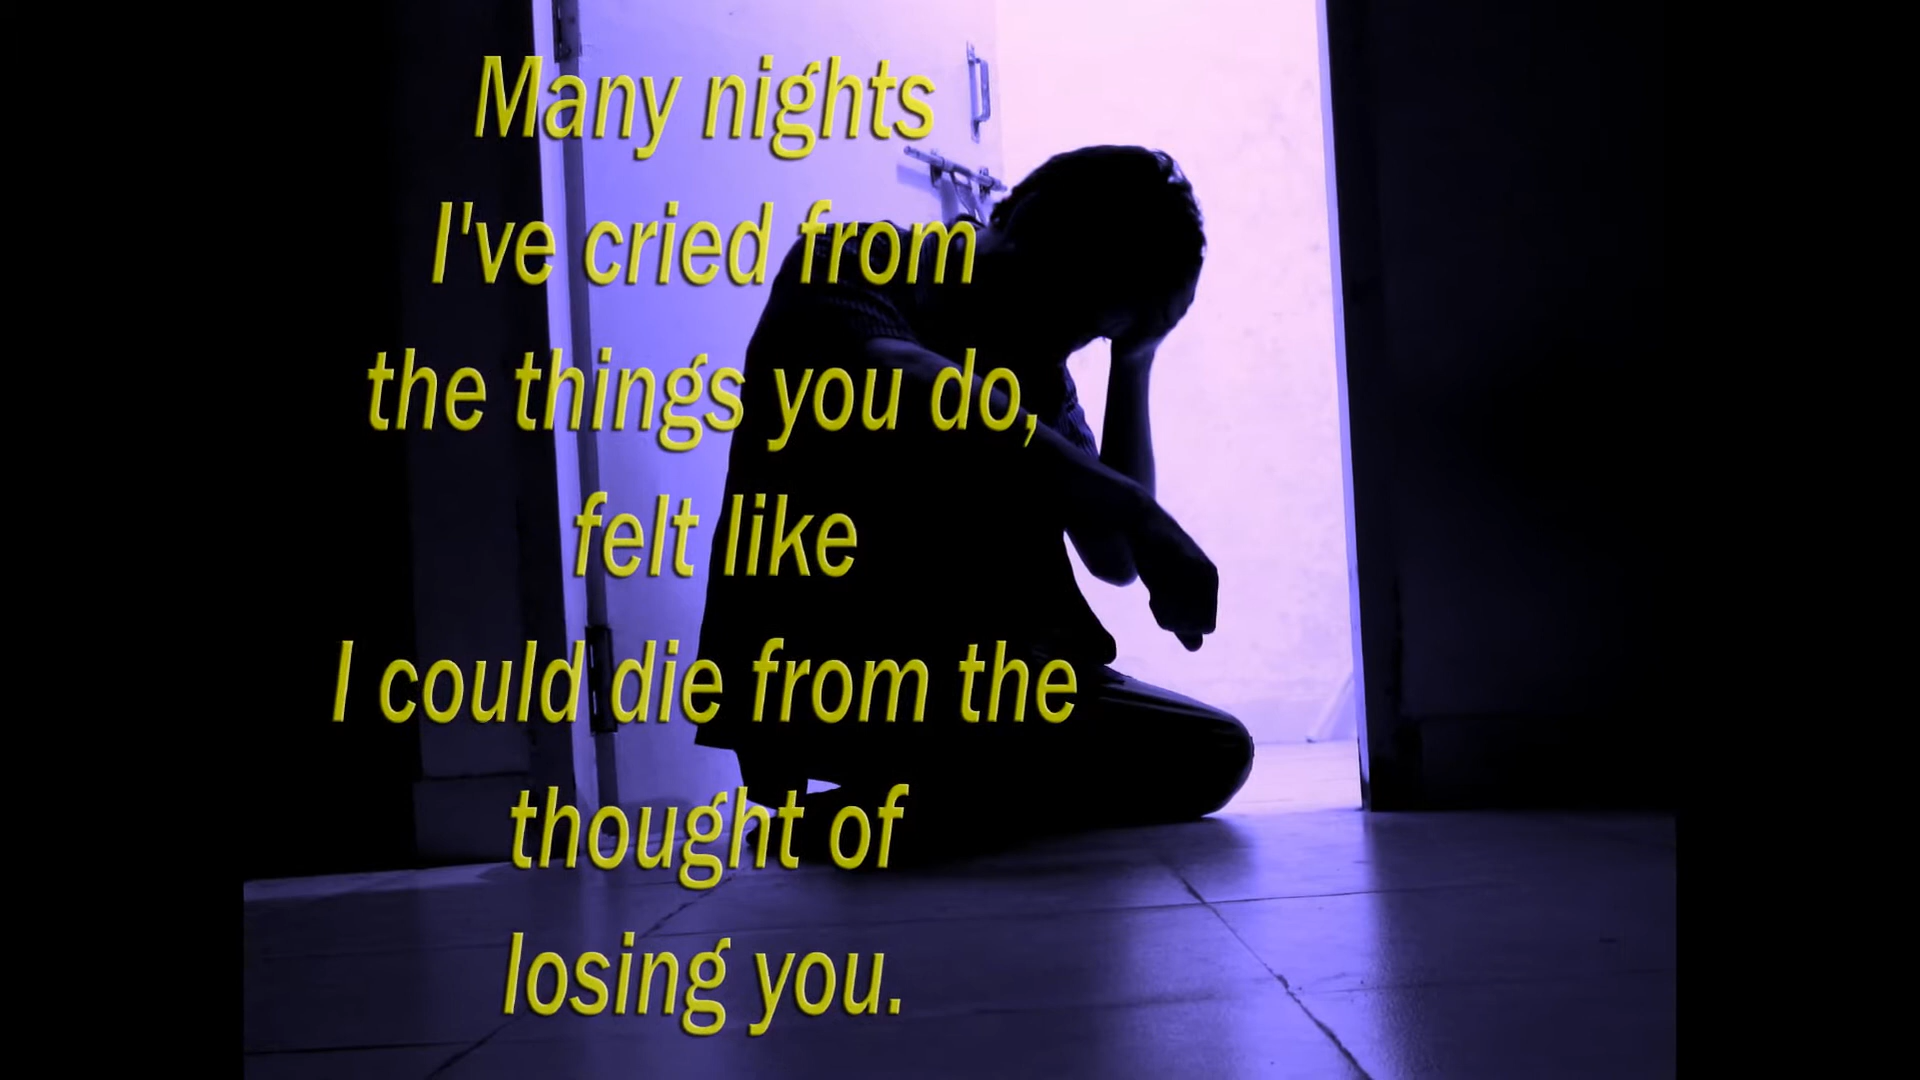 Many nights
I've cried from
the things you do,
felt like
I could die from the
thought of
losing you.